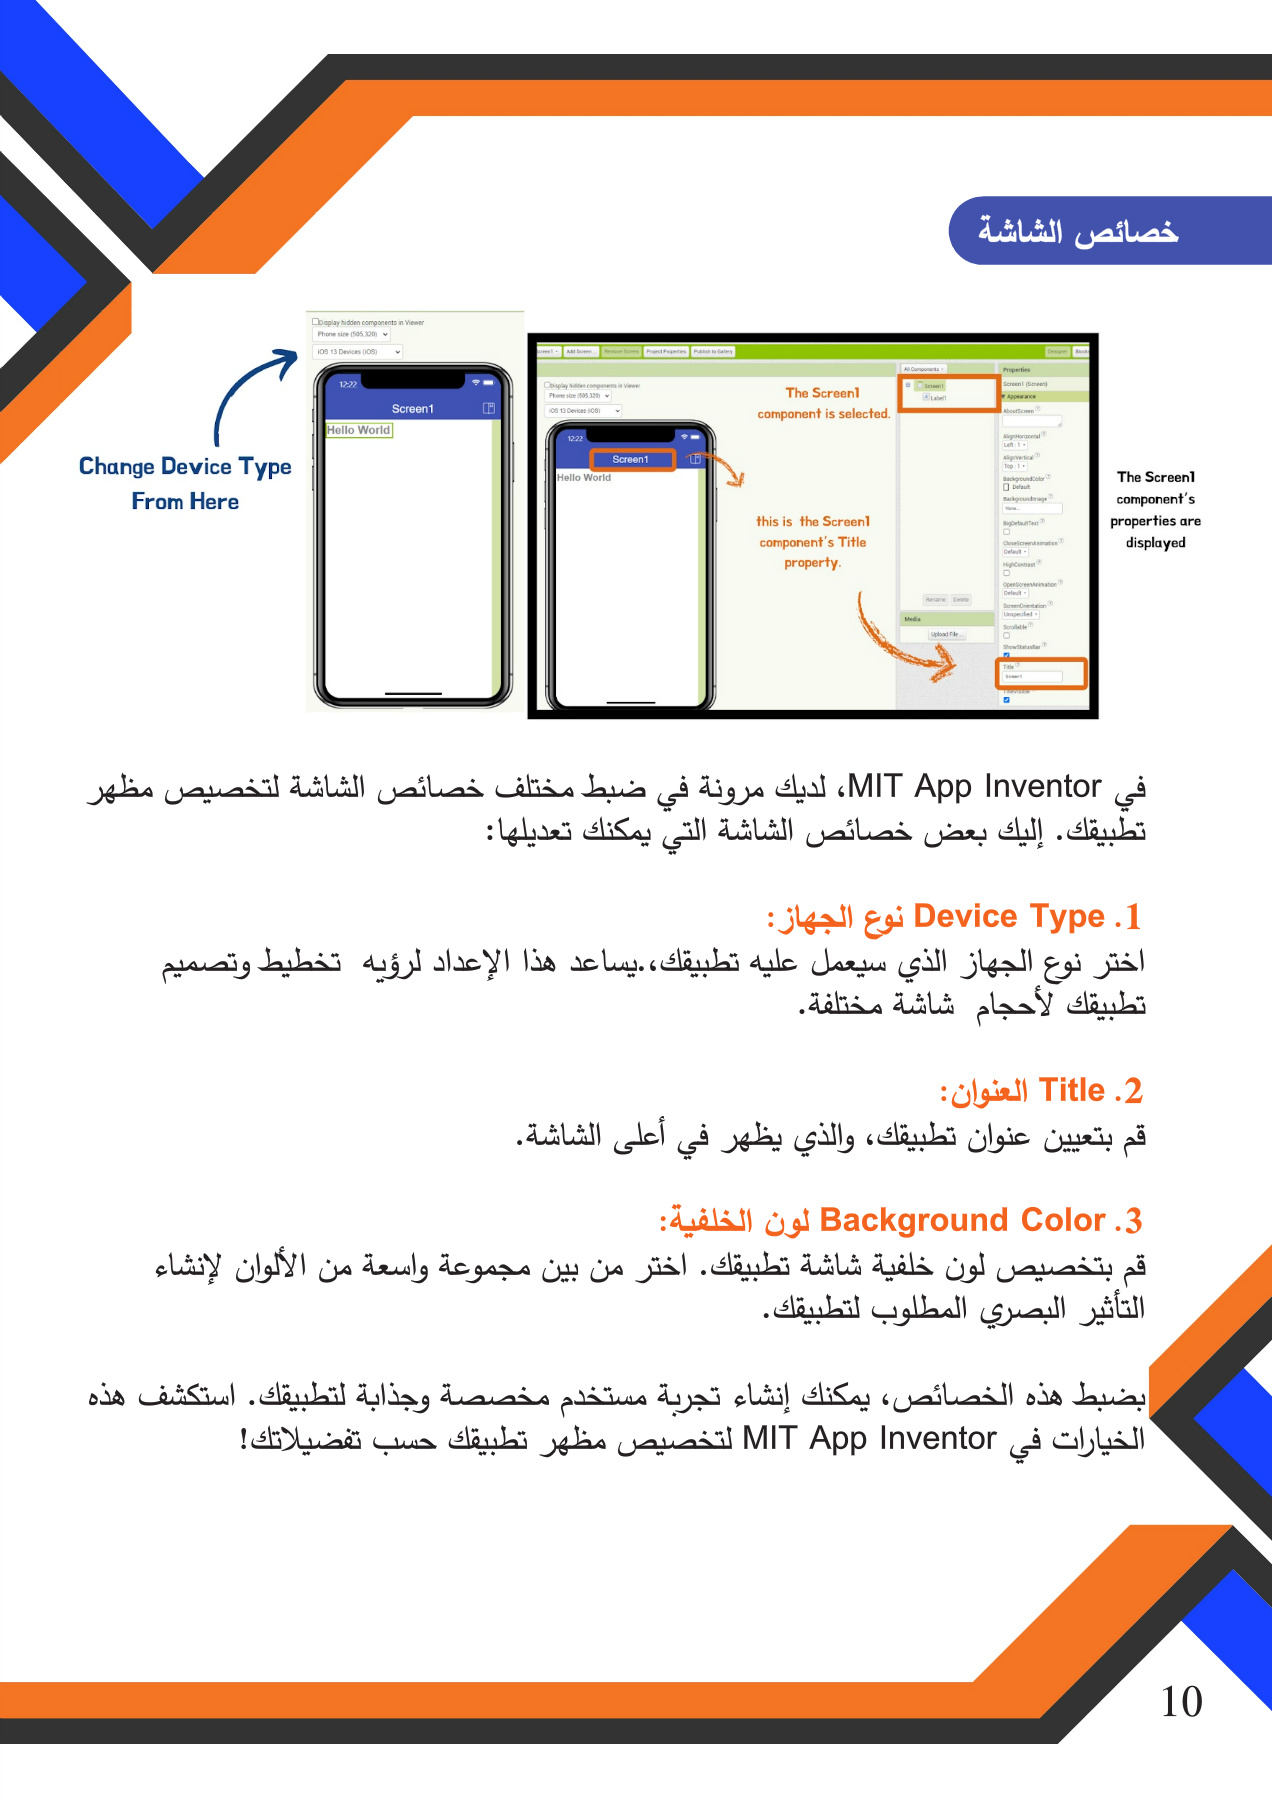 خصائص الشاشة
Display hidden components in Viewer
Phone size (505,320)
iOS 13 Devices (iOS)
12:22
Screen1
Hello World
Change Device Type
From Here
Add Screen ...
Remove Screen
Project Properties
Publish to Gallery
Designer
Display hidden components in Viewer
Phone size (505,320)
iOS 13 Devices (iOS)
12:22
Screen1
Hello World
The Screen1
component is selected.
this is the Screen1
component's Title
property.
All Components
Screen1
Label1
Rename
Delete
Media
Upload File ...
Properties
Screen1 (Screen)
Appearance
AboutScreen
AlignHorizontal
Left : 1
AlignVertical
Top : 1
BackgroundColor
Default
BackgroundImage
None...
BigDefaultText
CloseScreenAnimation
Default
HighContrast
OpenScreenAnimation
Default
ScreenOrientation
Unspecified
Scrollable
ShowStatusBar
Title
Screen1
TitleVisible
The Screen1
component's
properties are
displayed
في MIT App Inventor، لديك مرونة في ضبط مختلف خصائص الشاشة لتخصيص مظهر
تطبيقك. إليك بعض خصائص الشاشة التي يمكنك تعديلها:
1. Device Type نوع الجهاز:
اختر نوع الجهاز الذي سيعمل عليه تطبيقك،.يساعد هذا الإعداد لرؤيه تخطيط وتصميم
تطبيقك لأحجام شاشة مختلفة.
2. Title العنوان:
قم بتعيين عنوان تطبيقك، والذي يظهر في أعلى الشاشة.
3. Background Color لون الخلفية:
قم بتخصيص لون خلفية شاشة تطبيقك. اختر من بين مجموعة واسعة من الألوان لإنشاء
التأثير البصري المطلوب لتطبيقك.
بضبط هذه الخصائص، يمكنك إنشاء تجربة مستخدم مخصصة وجذابة لتطبيقك. استكشف هذه
الخيارات في MIT App Inventor لتخصيص مظهر تطبيقك حسب تفضيلاتك!
10